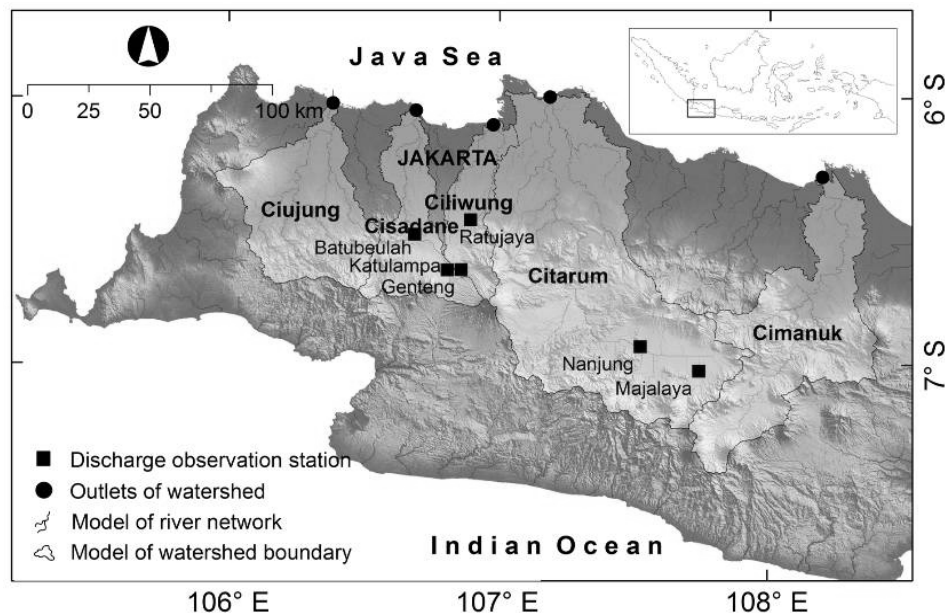 Java Sea
0 25 50 100 km
6° S
JAKARTA
Ciliwung
Ciujung
Cisadane
Batubeulah
Ratujaya
Katulampa
Genteng
Citarum
Cimanuk
Nanjung
7° S
Majalaya
Discharge observation station
Outlets of watershed
Model of river network
Model of watershed boundary
Indian Ocean
106° E 107° E 108° E